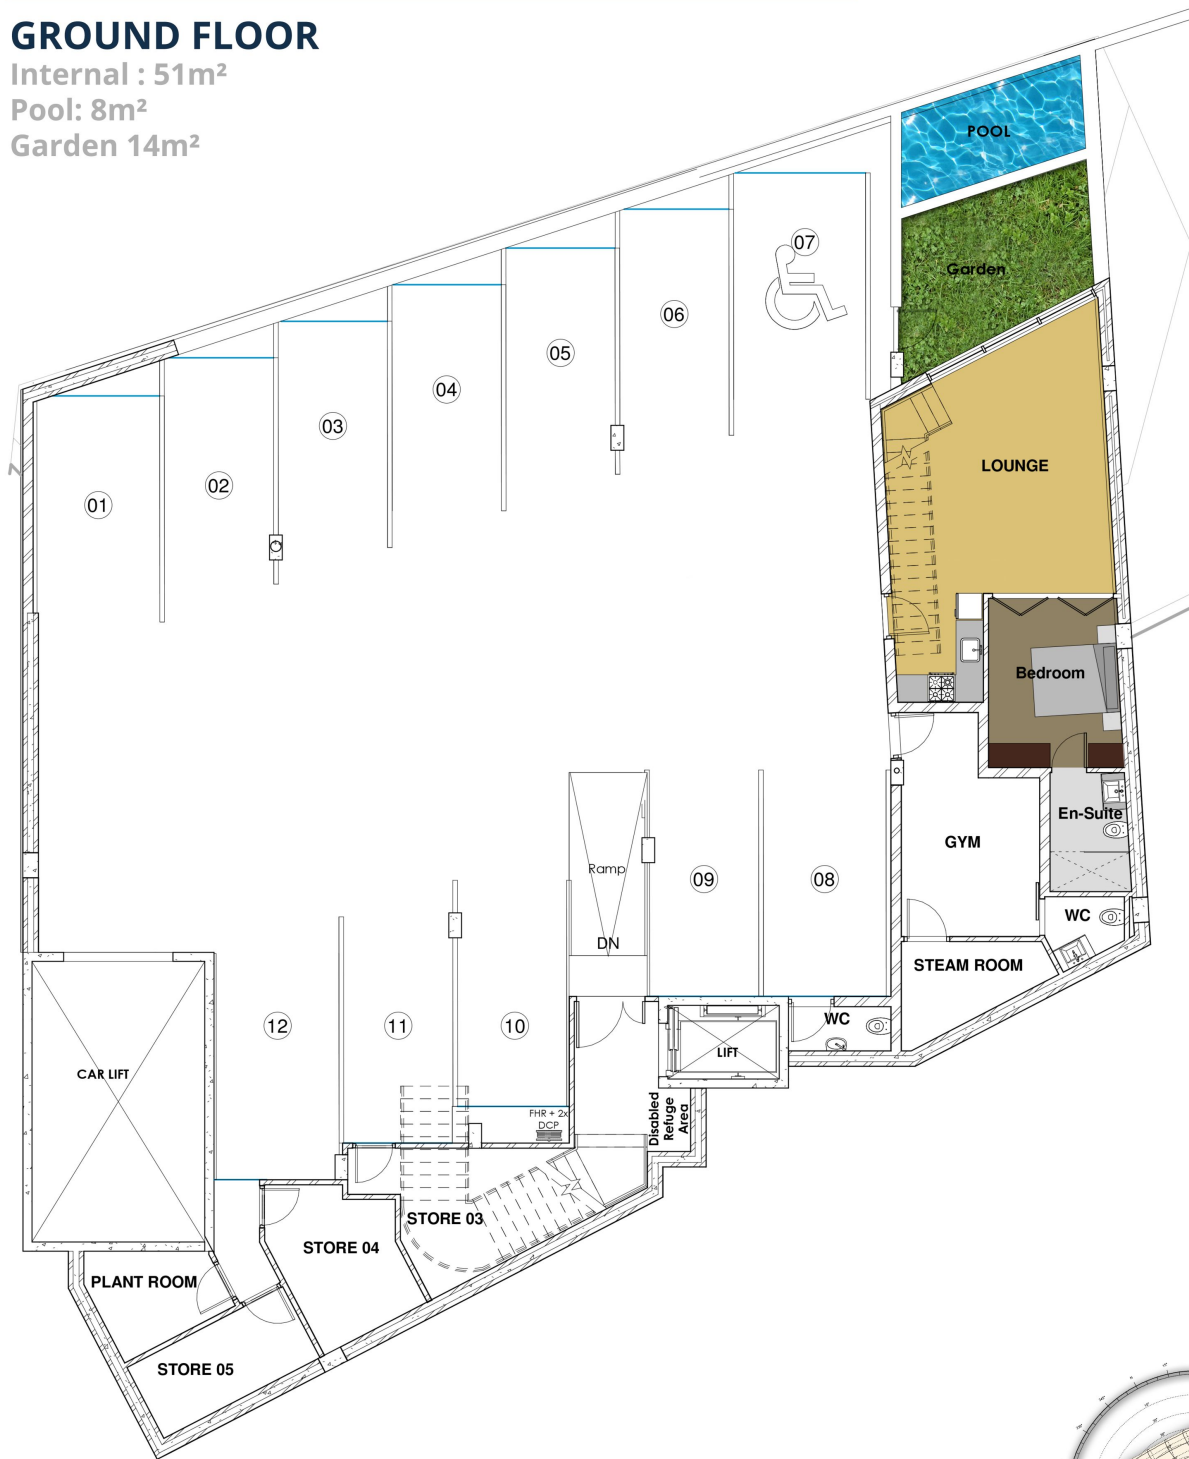 GROUND FLOOR
Internal : 51m²
Pool: 8m²
Garden 14m²
POOL
Garden
07
06
05
04
03
02
01
LOUNGE
Bedroom
En-Suite
GYM
WC
STEAM ROOM
Ramp
DN
09
08
12
11
10
WC
LIFT
CAR LIFT
FHR + 2x
DCP
Disabled
Refuge
Area
STORE 03
STORE 04
PLANT ROOM
STORE 05